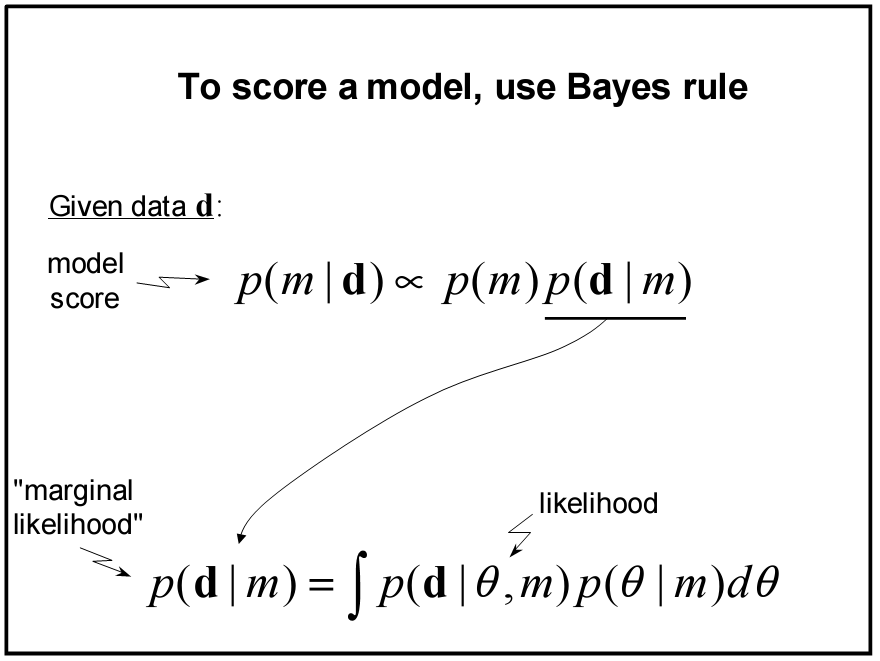 To score a model, use Bayes rule
Given data d:
model
score
p(m | d) ∝ p(m) p(d | m)
"marginal
likelihood"
likelihood
p(d | m) = ∫ p(d | θ, m) p(θ | m) dθ